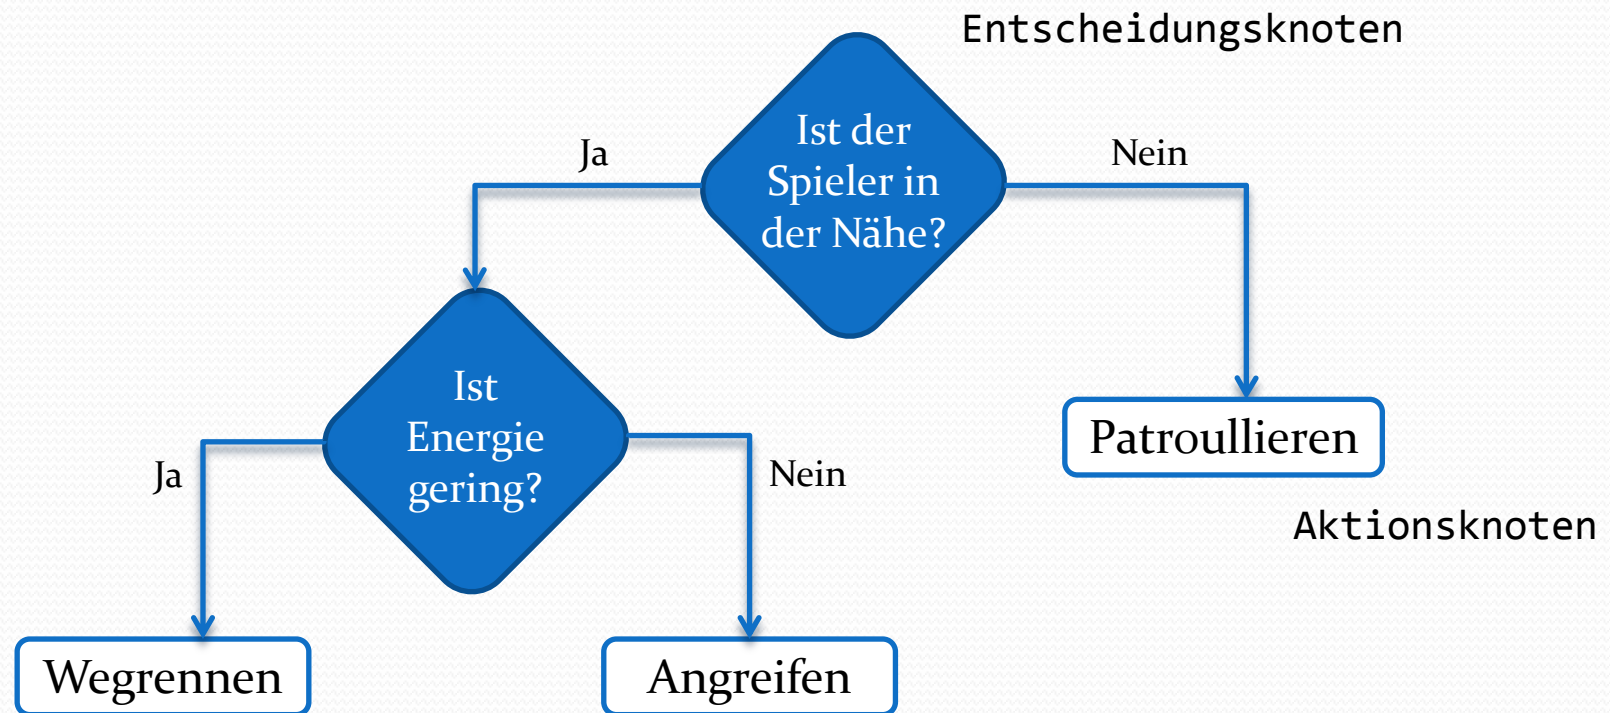 Entscheidungsknoten
Ist der
Spieler in
der Nähe?
Ja
Nein
Ist
Energie
gering?
Patroullieren
Ja
Nein
Aktionsknoten
Wegrennen
Angreifen